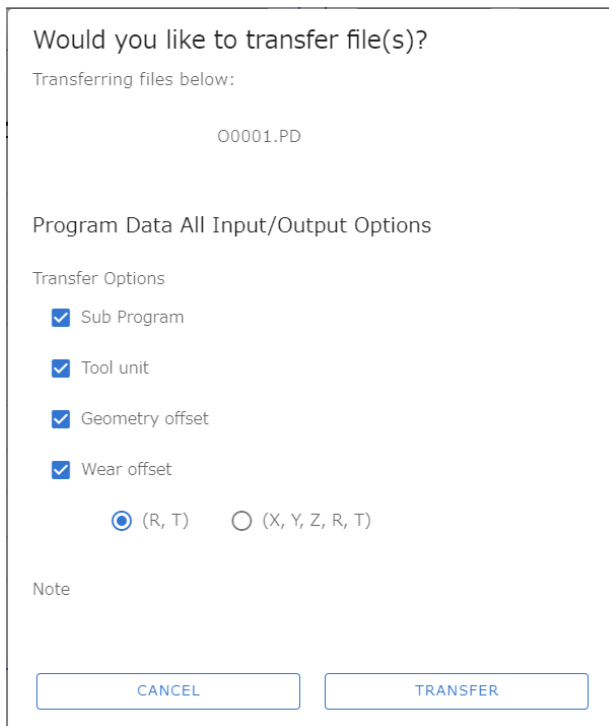 Would you like to transfer file(s)?
Transferring files below:
O0001.PD
Program Data All Input/Output Options
Transfer Options
Sub Program
Tool unit
Geometry offset
Wear offset
(R, T) (X, Y, Z, R, T)
Note
CANCEL TRANSFER